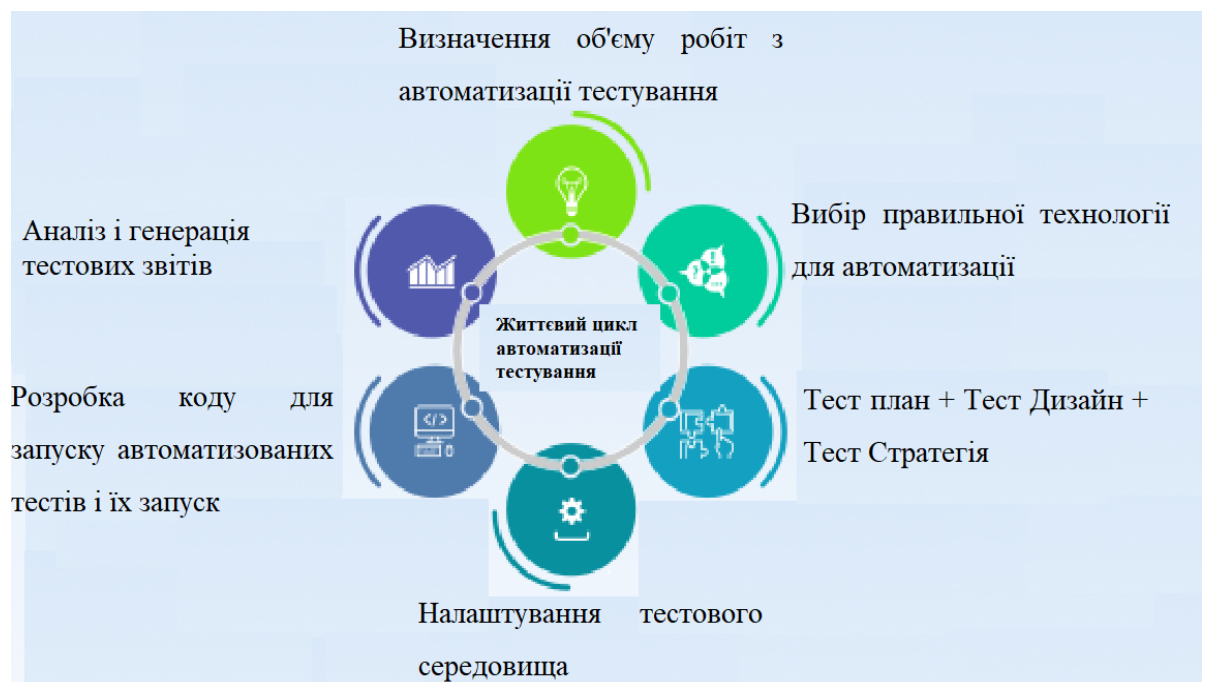 Визначення об'єму робіт з
автоматизації тестування
Вибір правильної технології
для автоматизації
Тест план + Тест Дизайн +
Тест Стратегія
Налаштування тестового
середовища
Розробка коду для
запуску автоматизованих
тестів і їх запуск
Аналіз і генерація
тестових звітів
Життєвий цикл
автоматизації
тестування